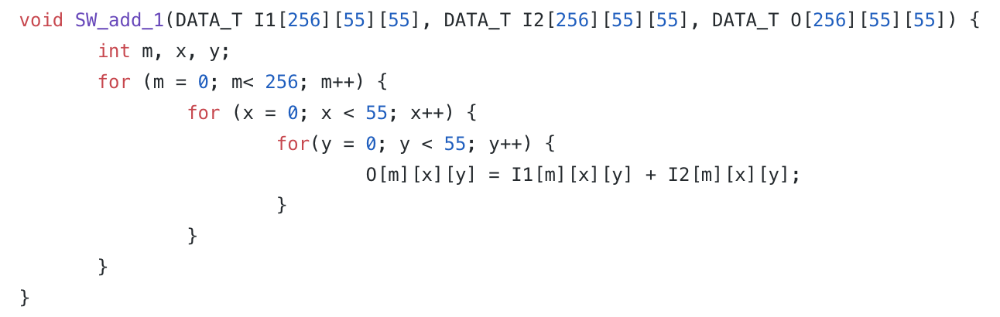 void SW_add_1(DATA_T I1[256][55][55], DATA_T I2[256][55][55], DATA_T O[256][55][55]) {
int m, x, y;
for (m = 0; m< 256; m++) {
for (x = 0; x < 55; x++) {
for(y = 0; y < 55; y++) {
O[m][x][y] = I1[m][x][y] + I2[m][x][y];
}
}
}
}